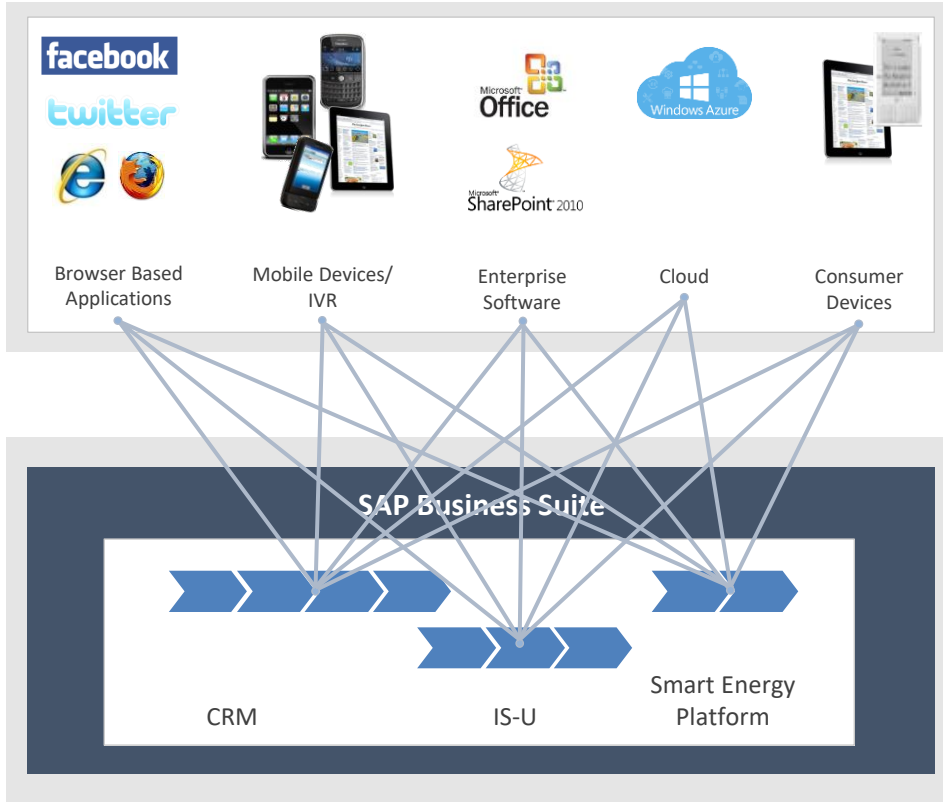 facebook
twitter
Microsoft
Office
Windows Azure
Microsoft
SharePoint 2010
Browser Based
Applications
Mobile Devices/
IVR
Enterprise
Software
Cloud
Consumer
Devices
SAP Business Suite
CRM
IS-U
Smart Energy
Platform